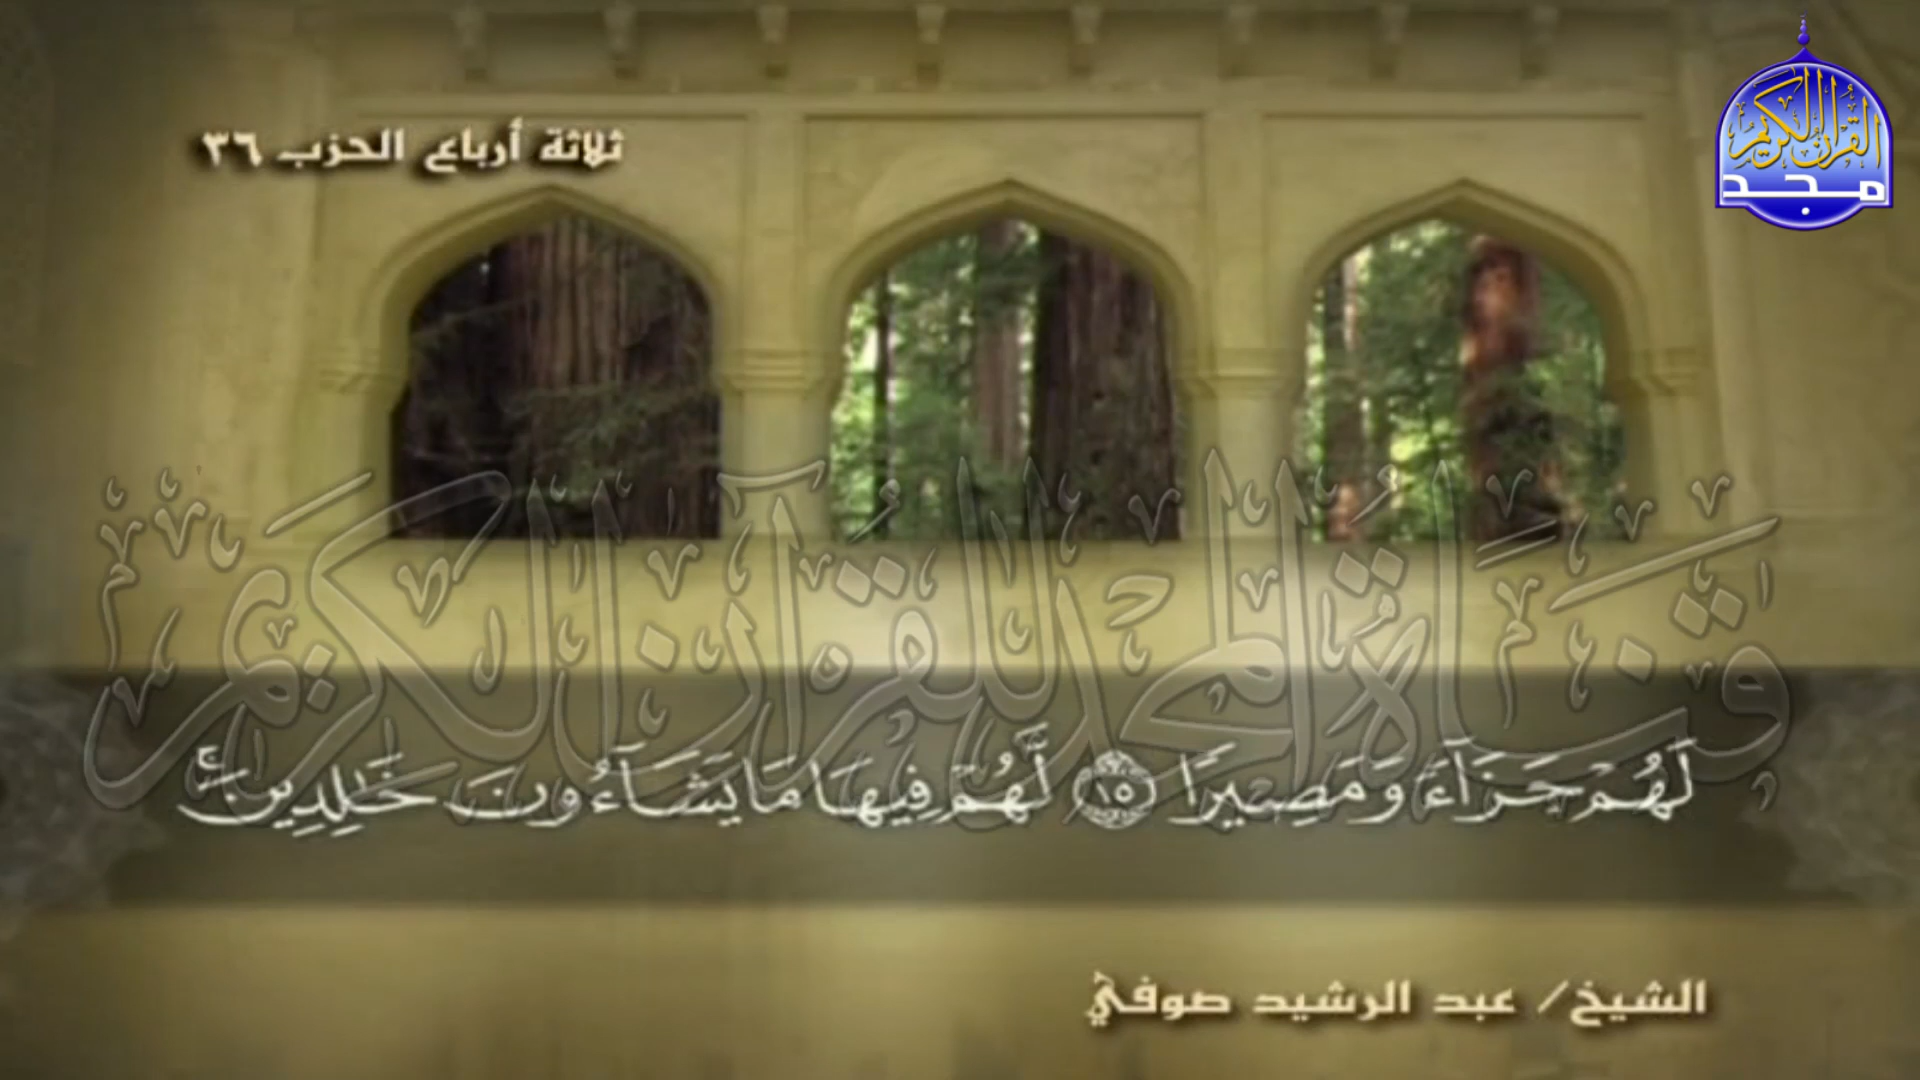 ثلاثة أرباع الحزب ٣٦
القرآن الكريم
مجد
قناة المجد للقرآن الكريم
لَهُمْ جَزَآءً وَمَصِيرًا ١٥ لَّهُمْ فِيهَا مَا يَشَآءُونَ خَٰلِدِينَۚ
الشيخ/ عبد الرشيد صوفي